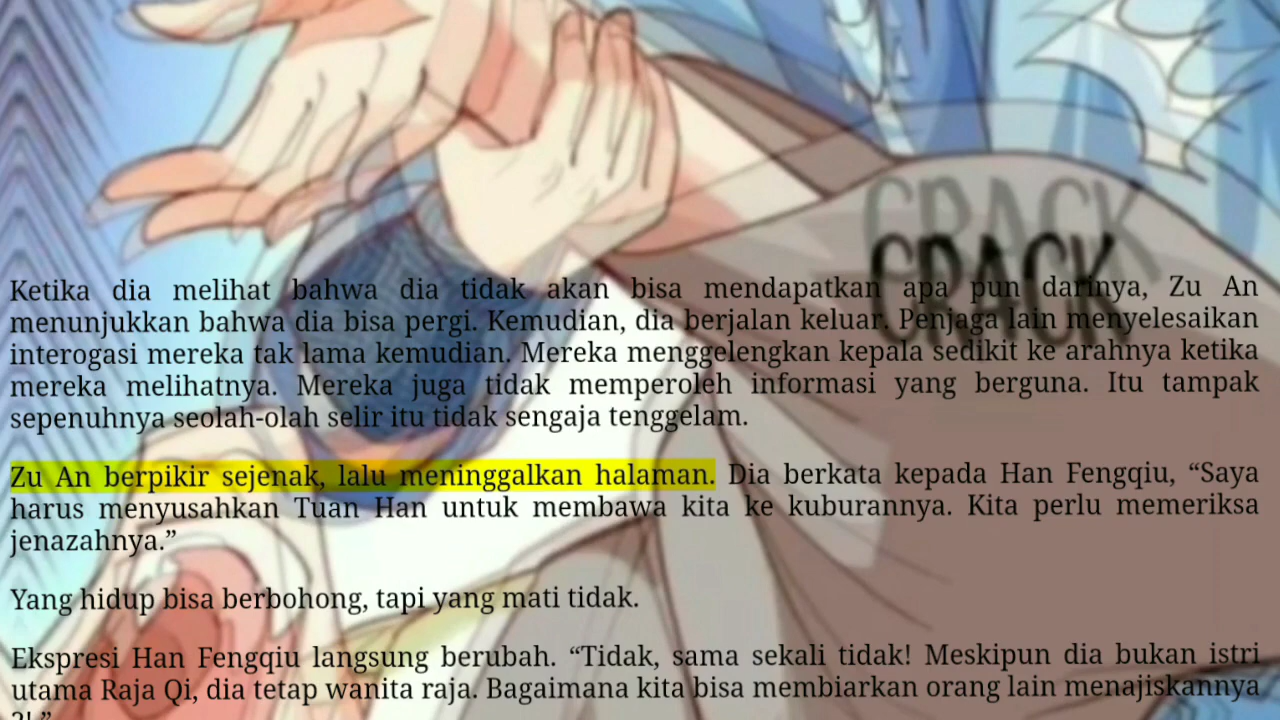 CRACK
CRACK
Ketika dia melihat bahwa dia tidak akan bisa mendapatkan apa pun darinya, Zu An
menunjukkan bahwa dia bisa pergi. Kemudian, dia berjalan keluar. Penjaga lain menyelesaikan
interogasi mereka tak lama kemudian. Mereka menggelengkan kepala sedikit ke arahnya ketika
mereka melihatnya. Mereka juga tidak memperoleh informasi yang berguna. Itu tampak
sepenuhnya seolah-olah selir itu tidak sengaja tenggelam.
Zu An berpikir sejenak, lalu meninggalkan halaman. Dia berkata kepada Han Fengqiu, “Saya
harus menyusahkan Tuan Han untuk membawa kita ke kuburannya. Kita perlu memeriksa
jenazahnya.”
Yang hidup bisa berbohong, tapi yang mati tidak.
Ekspresi Han Fengqiu langsung berubah. “Tidak, sama sekali tidak! Meskipun dia bukan istri
utama Raja Qi, dia tetap wanita raja. Bagaimana kita bisa membiarkan orang lain menajiskannya
?!”